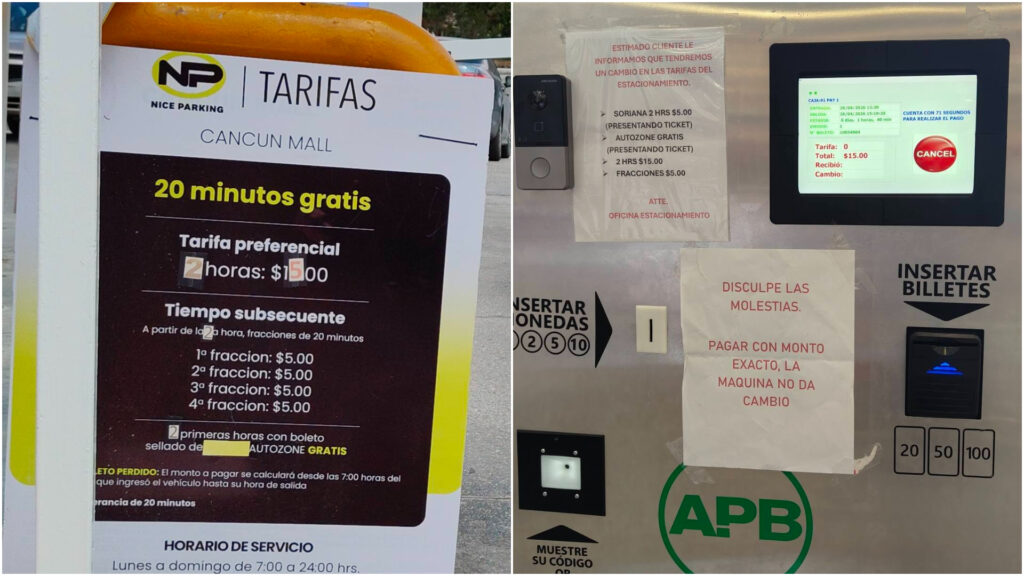 NP
NICE PARKING
TARIFAS
CANCUN MALL
20 minutos gratis
Tarifa preferencial
2 horas: $15.00
Tiempo subsecuente
A partir de la 2a hora, fracciones de 20 minutos
1ª fraccion: $5.00
2ª fraccion: $5.00
3ª fraccion: $5.00
4ª fraccion: $5.00
2 primeras horas con boleto
sellado de AUTOZONE GRATIS
LETO PERDIDO: El monto a pagar se calculará desde las 7:00 horas del
que ingresó el vehículo hasta su hora de salida
erancia de 20 minutos
HORARIO DE SERVICIO
Lunes a domingo de 7:00 a 24:00 hrs.
ESTIMADO CLIENTE LE
INFORMAMOS QUE TENDREMOS
UN CAMBIO EN LAS TARIFAS DEL
ESTACIONAMIENTO.
➤ SORIANA 2 HRS $5.00
(PRESENTANDO TICKET)
➤ AUTOZONE GRATIS
(PRESENTANDO TICKET)
➤ 2 HRS $15.00
➤ FRACCIONES $5.00
ATTE.
OFICINA ESTACIONAMIENTO
CUENTA CON 71 SEGUNDOS
PARA REALIZAR EL PAGO
Tarifa: 0
Total: $15.00
Recibió:
Cambio:
CANCEL
DISCULPE LAS
MOLESTIAS.
PAGAR CON MONTO
EXACTO, LA
MAQUINA NO DA
CAMBIO
NSERTAR
ONEDAS
2 5 10
INSERTAR
BILLETES
20 50 100
APB
MUESTRE
SU CÓDIGO
QR